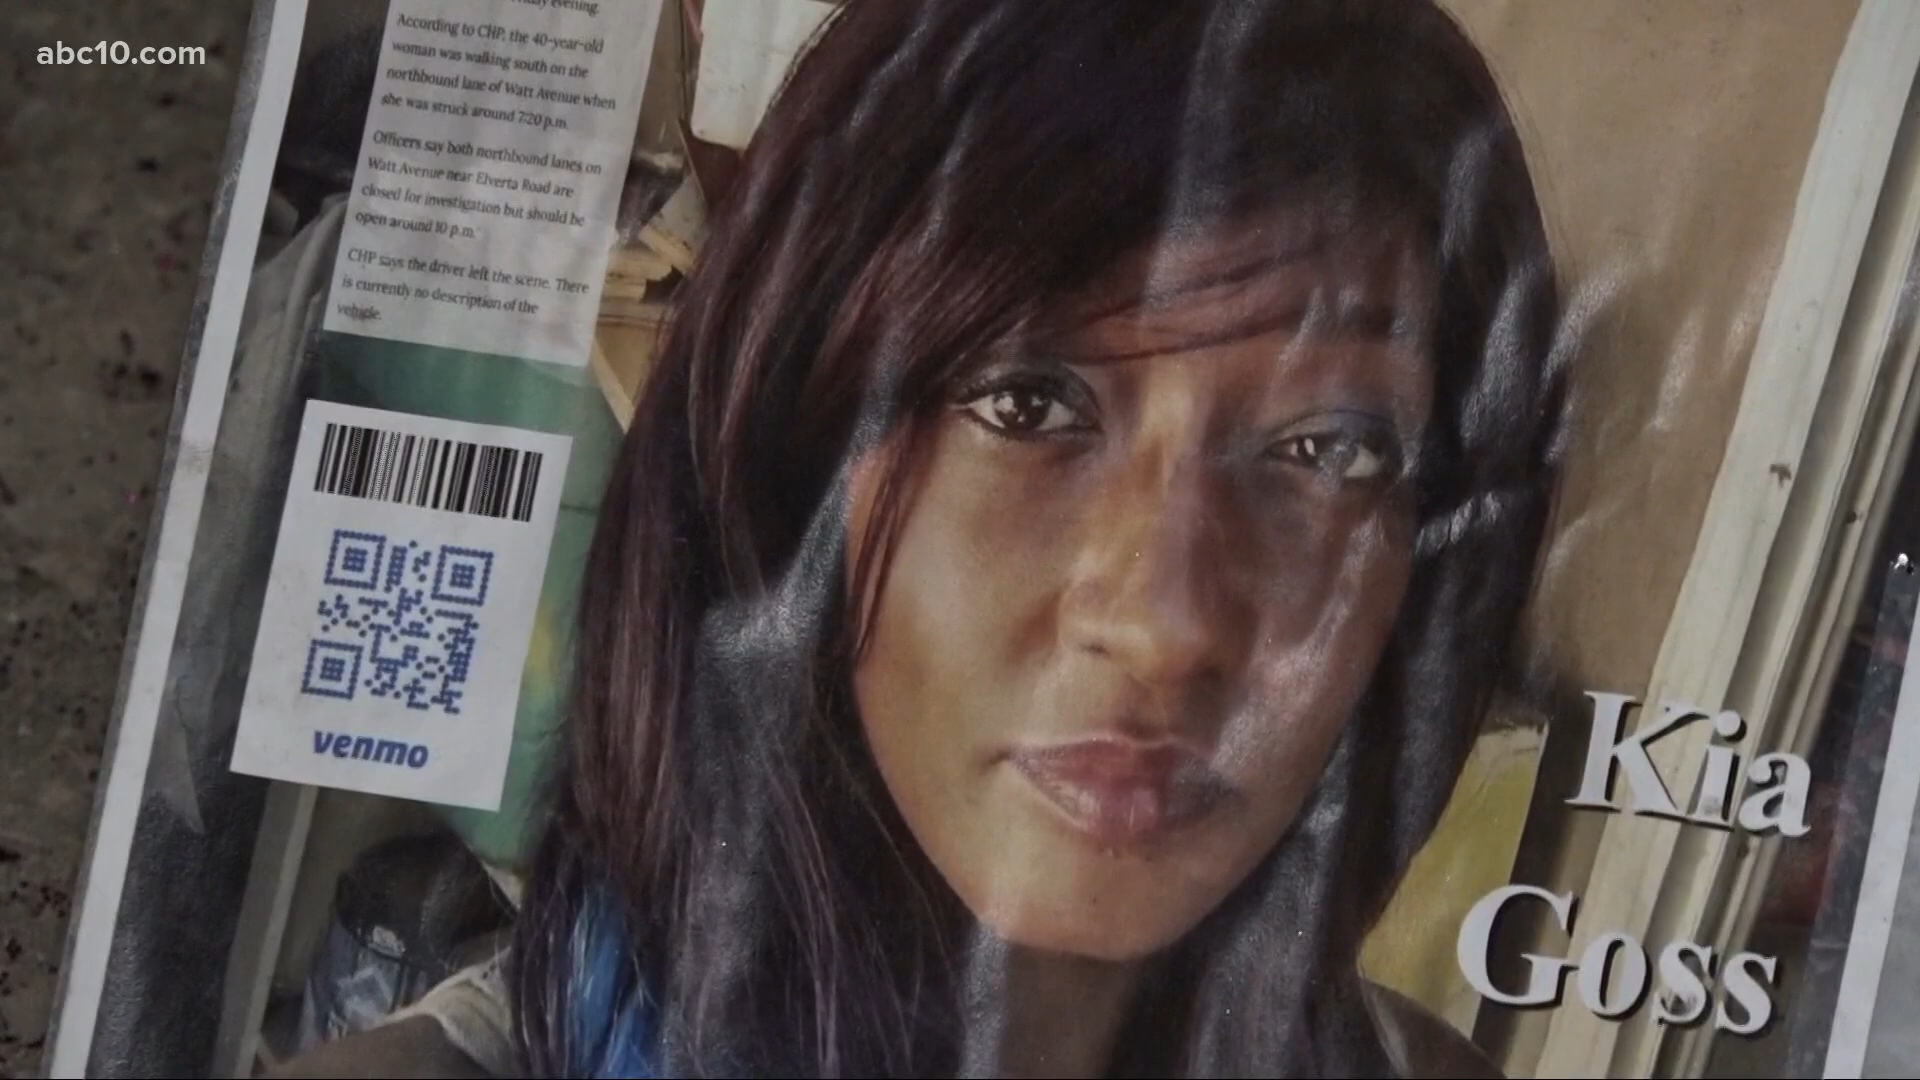 abc10.com
evening.
According to CHP, the 40-year-old
woman was walking south on the
northbound lane of Watt Avenue when
she was struck around 7:20 p.m.
Officers say both northbound lanes on
Watt Avenue near Elverta Road are
closed for investigation but should be
open around 10 p.m.
CHP says the driver left the scene. There
is currently no description of the
vehicle.
venmo
Kia
Goss